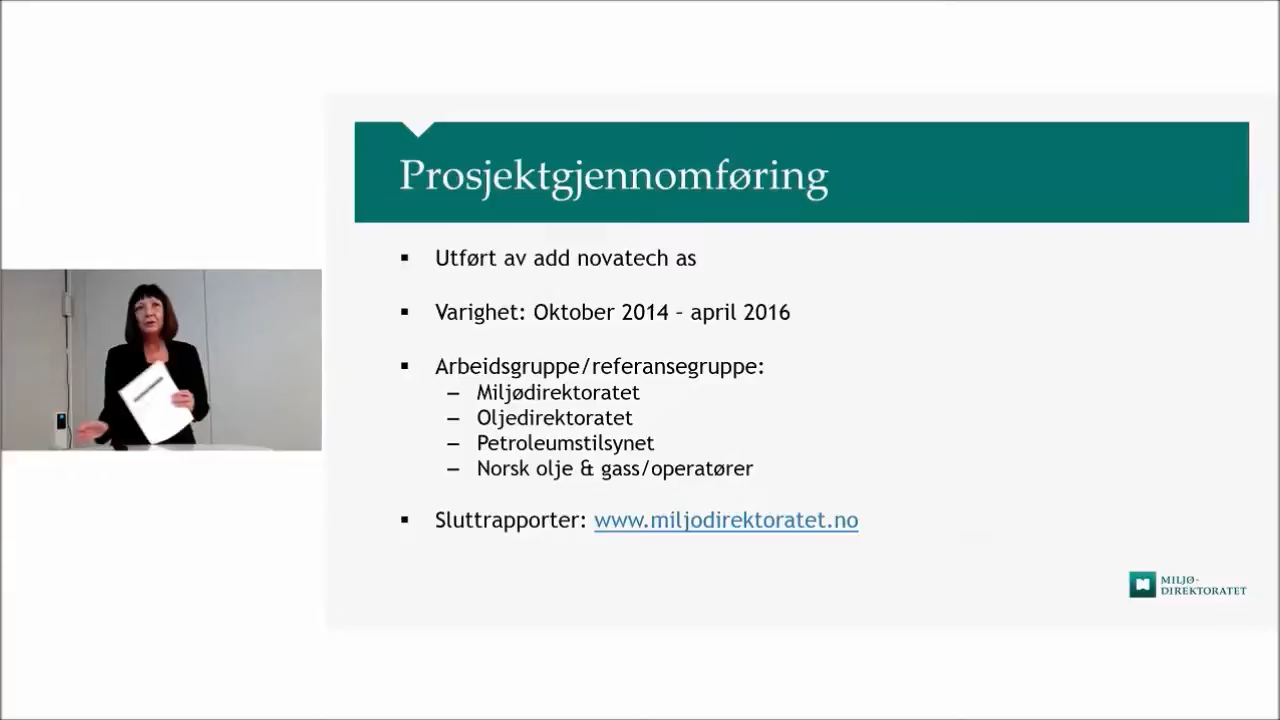 Prosjektgjennomføring
▪ Utført av add novatech as
▪ Varighet: Oktober 2014 – april 2016
▪ Arbeidsgruppe/referansegruppe:
– Miljødirektoratet
– Oljedirektoratet
– Petroleumstilsynet
– Norsk olje & gass/operatører
▪ Sluttrapporter: www.miljodirektoratet.no
MILJØ-
DIREKTORATET